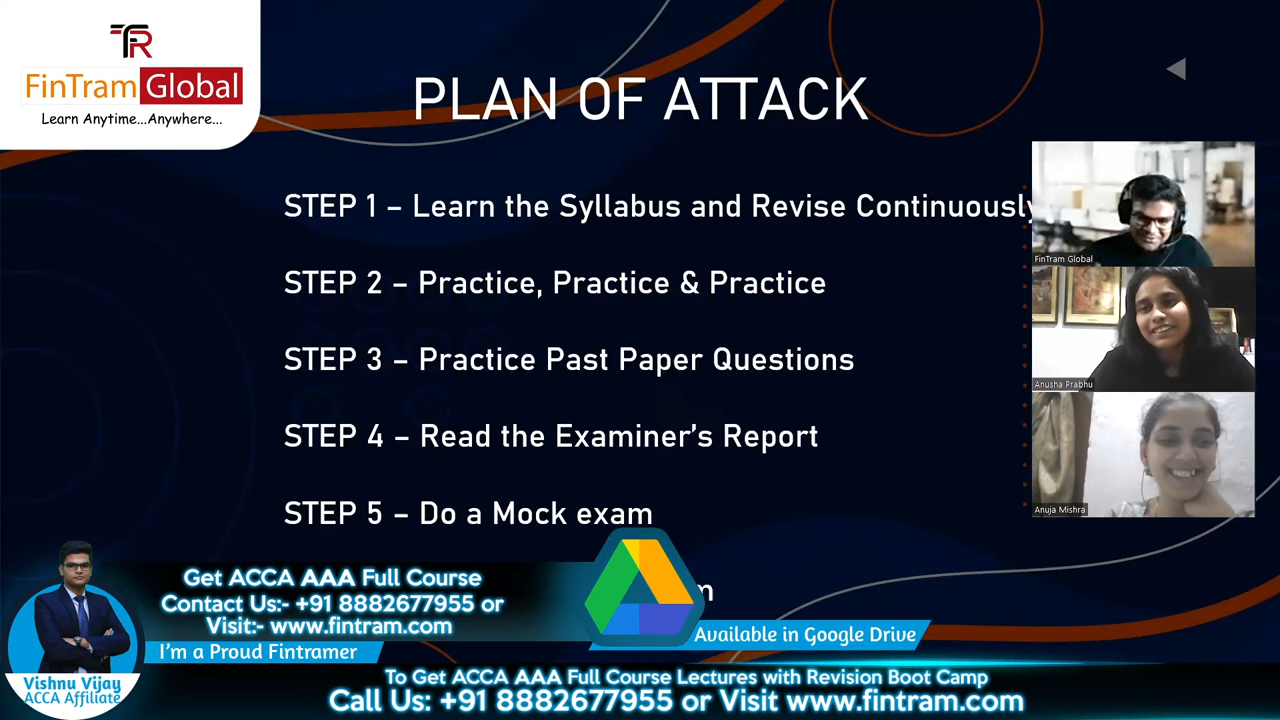 FR
FinTram Global
Learn Anytime...Anywhere...
PLAN OF ATTACK
STEP 1 – Learn the Syllabus and Revise Continuously
STEP 2 – Practice, Practice & Practice
STEP 3 – Practice Past Paper Questions
STEP 4 – Read the Examiner's Report
STEP 5 – Do a Mock exam
FinTram Global
Anusha Prabhu
Anuja Mishra
Get ACCA AAA Full Course
Contact Us:- +91 8882677955 or
Visit:- www.fintram.com
I'm a Proud Fintramer
Vishnu Vijay
ACCA Affiliate
Available in Google Drive
To Get ACCA AAA Full Course Lectures with Revision Boot Camp
Call Us: +91 8882677955 or Visit www.fintram.com